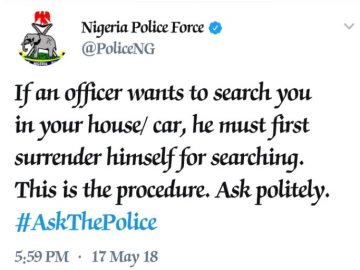 Nigeria Police Force
@PoliceNG
If an officer wants to search you
in your house/ car, he must first
surrender himself for searching.
This is the procedure. Ask politely.
#AskThePolice
5:59 PM · 17 May 18